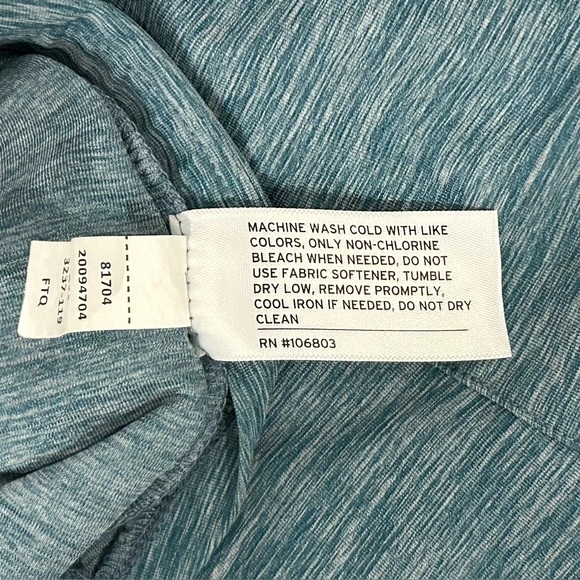 MACHINE WASH COLD WITH LIKE
COLORS, ONLY NON-CHLORINE
BLEACH WHEN NEEDED, DO NOT
USE FABRIC SOFTENER, TUMBLE
DRY LOW, REMOVE PROMPTLY,
COOL IRON IF NEEDED, DO NOT DRY
CLEAN
RN #106803
81704
20094704
FTQ